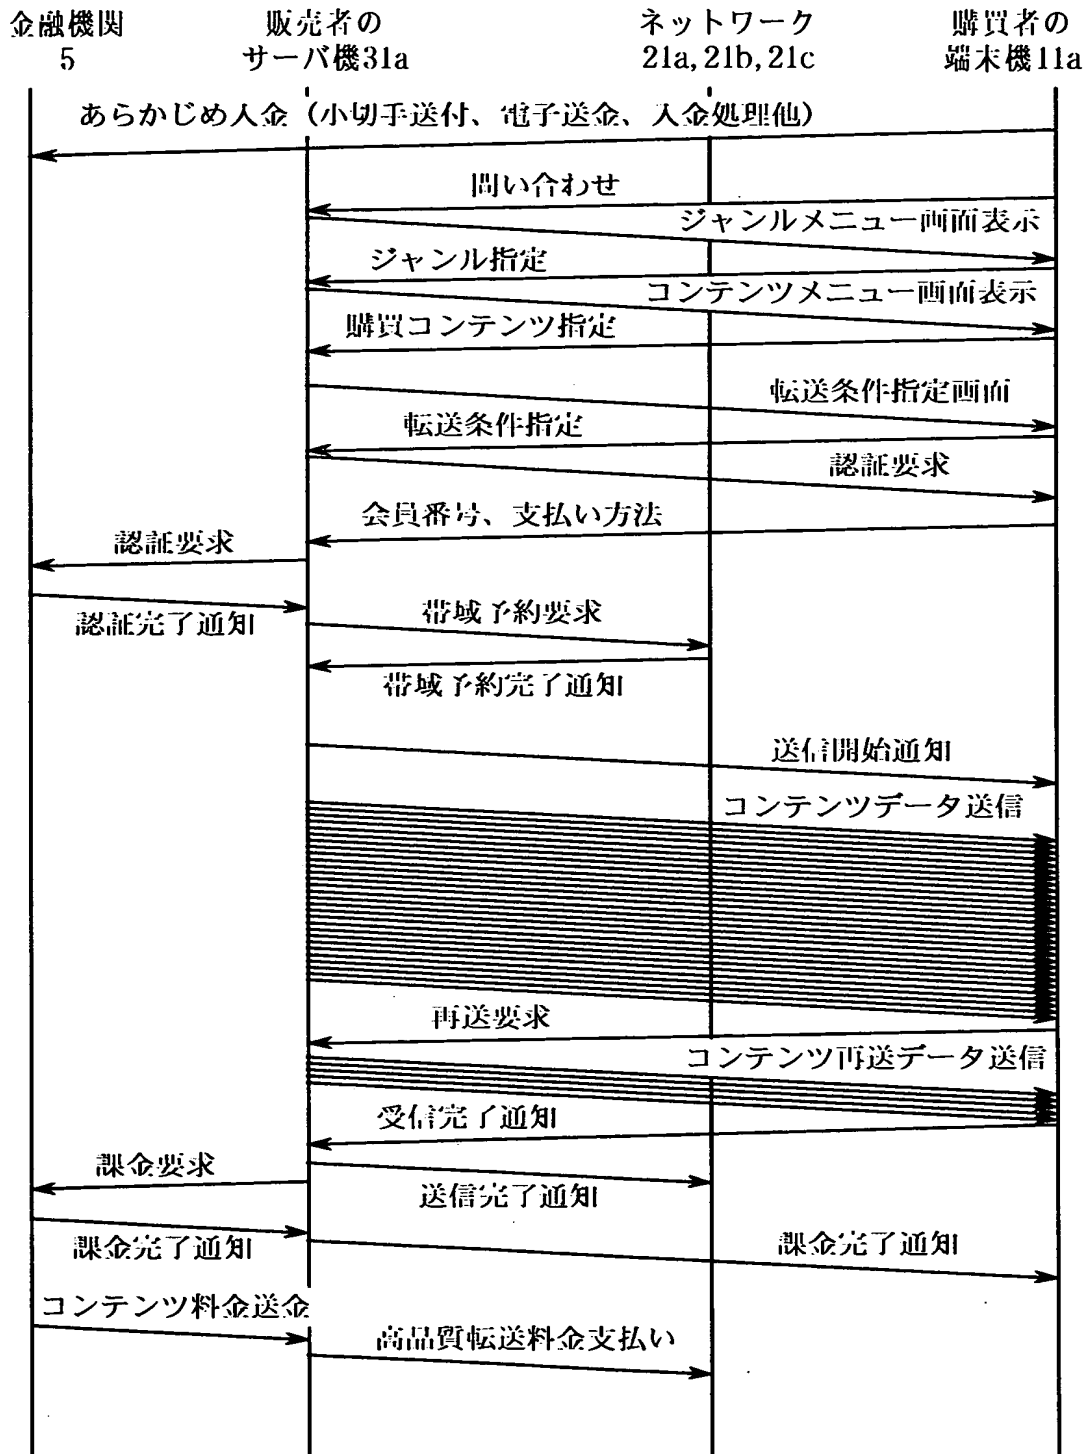 金融機関
5
販売者の
サーバ機31a
ネットワーク
21a, 21b, 21c
購買者の
端末機11a
あらかじめ入金（小切手送付、電子送金、入金処理他）
問い合わせ
ジャンルメニュー画面表示
ジャンル指定
コンテンツメニュー画面表示
購買コンテンツ指定
転送条件指定画面
転送条件指定
認証要求
会員番号、支払い方法
認証要求
認証完了通知
帯域予約要求
帯域予約完了通知
送信開始通知
コンテンツデータ送信
再送要求
コンテンツ再送データ送信
受信完了通知
課金要求
送信完了通知
課金完了通知
課金完了通知
コンテンツ料金送金
高品質転送料金支払い